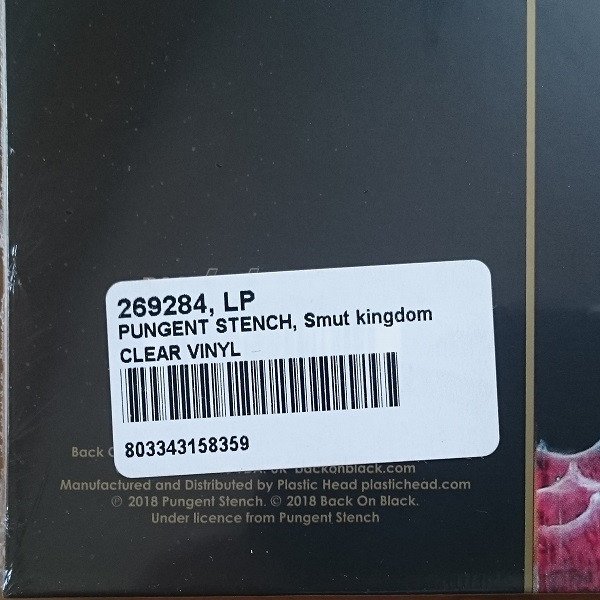 269284, LP
PUNGENT STENCH, Smut kingdom
CLEAR VINYL
803343158359
Back
backonblack.com
Manufactured and Distributed by Plastic Head plastichead.com
© 2018 Pungent Stench. © 2018 Back On Black.
Under licence from Pungent Stench